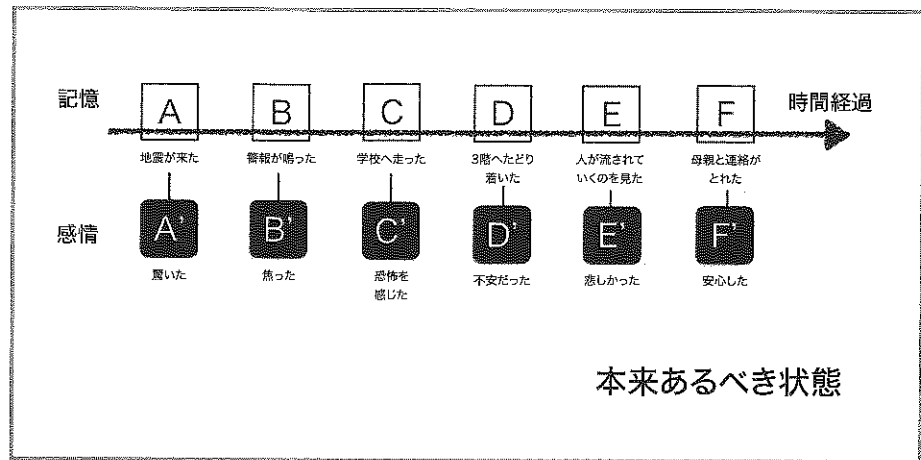 記憶
A
B
C
D
E
F
時間経過
地震が来た
警報が鳴った
学校へ走った
3階へたどり
着いた
人が流されて
いくのを見た
母親と連絡が
とれた
感情
A'
B'
C'
D'
E'
F'
驚いた
焦った
恐怖を
感じた
不安だった
悲しかった
安心した
本来あるべき状態